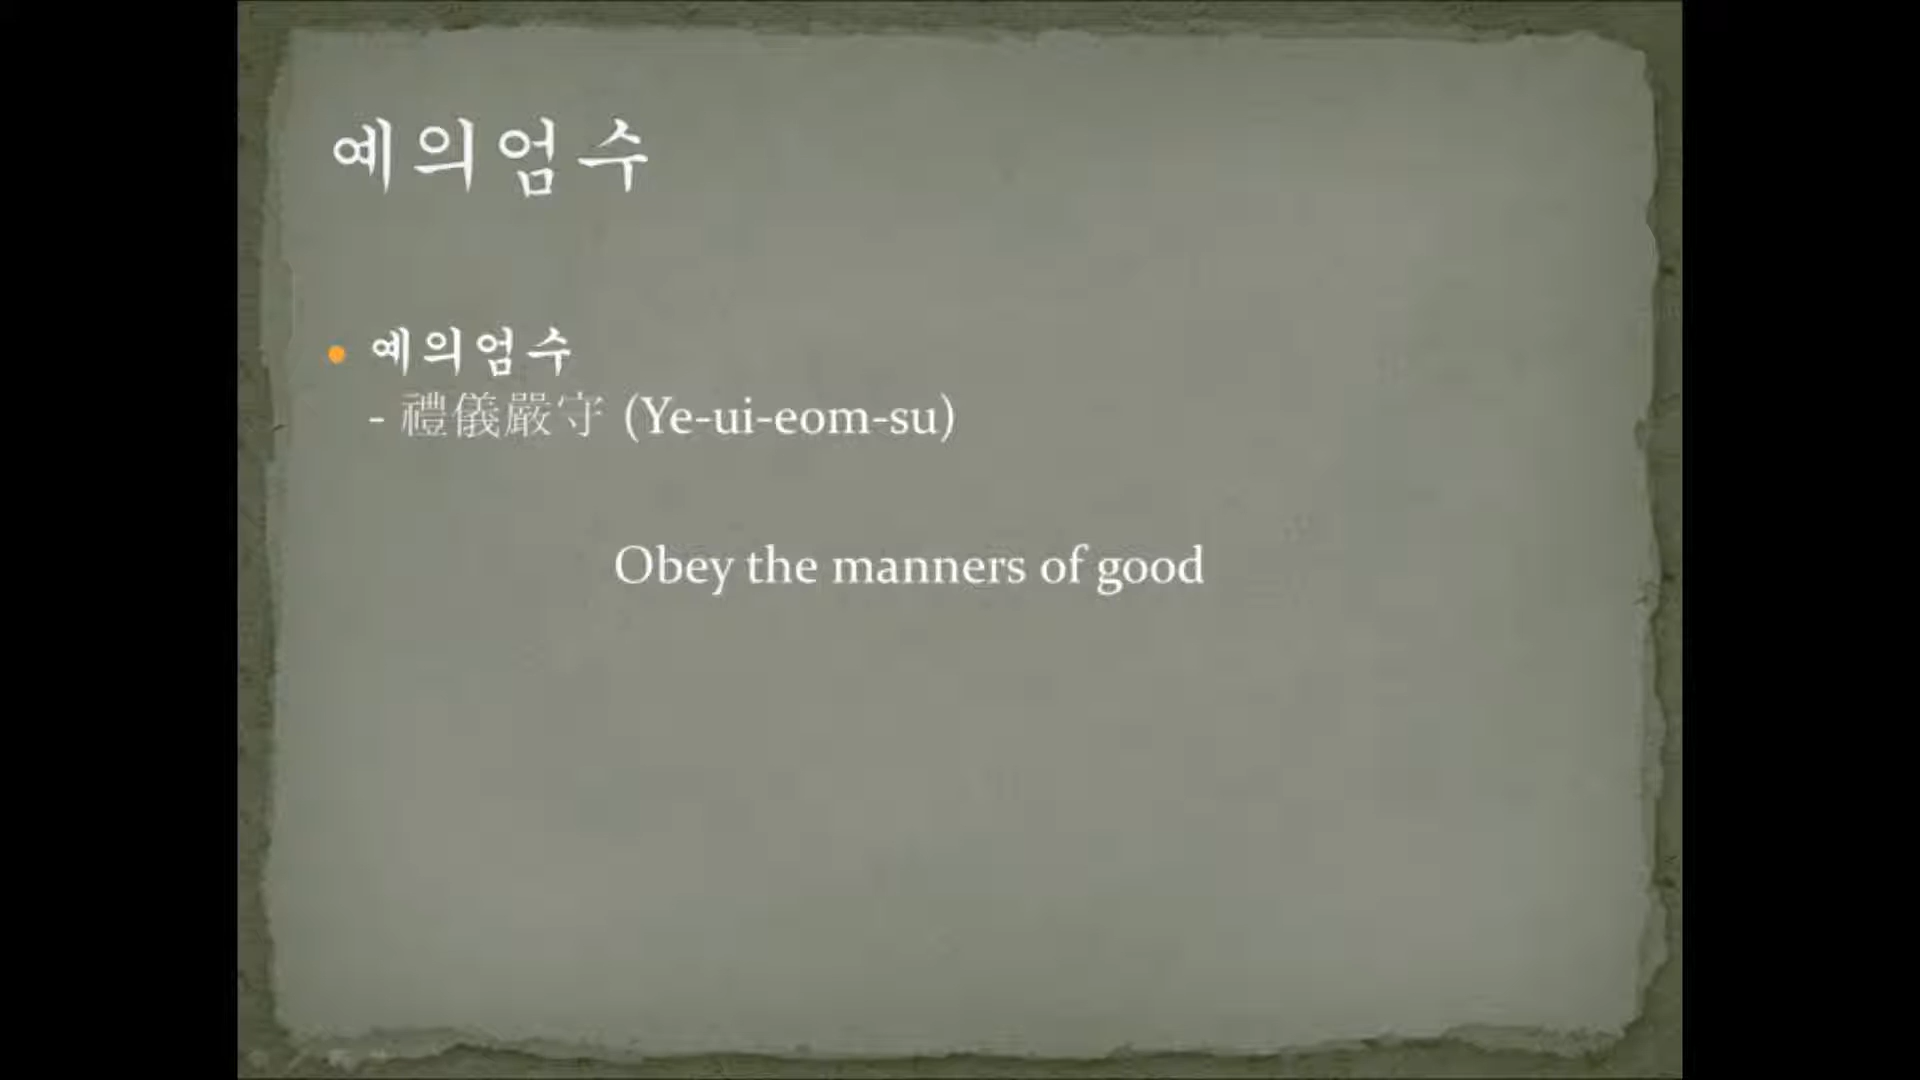 예의엄수
• 예의엄수
- 禮儀嚴守 (Ye-ui-eom-su)
Obey the manners of good